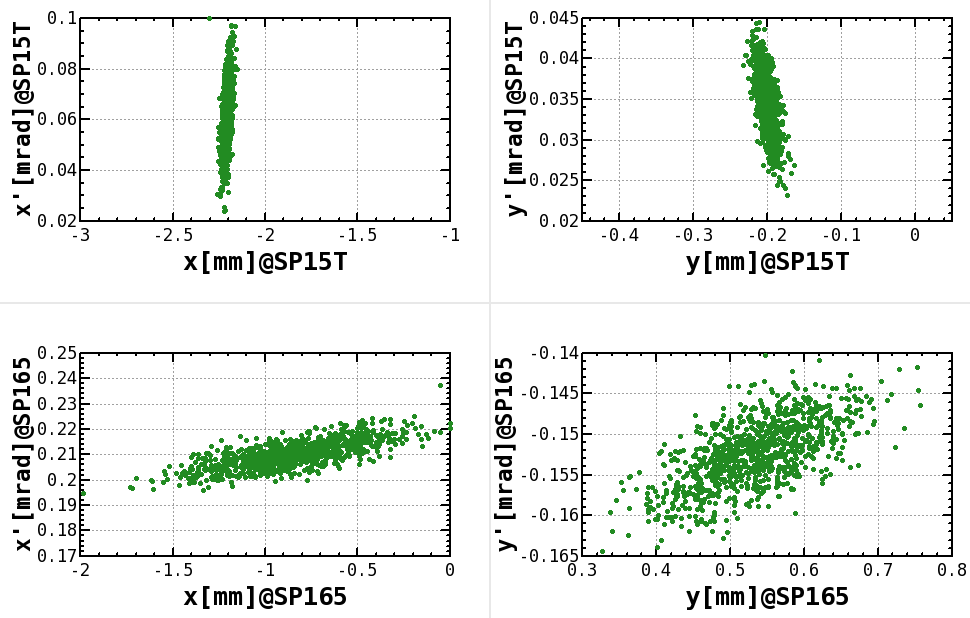 x'[mrad]@SP15T
0.1
0.08
0.06
0.04
0.02
-3 -2.5 -2 -1.5 -1
x[mm]@SP15T
y'[mrad]@SP15T
0.045
0.04
0.035
0.03
0.025
0.02
-0.4 -0.3 -0.2 -0.1 0
y[mm]@SP15T
x'[mrad]@SP165
0.25
0.24
0.23
0.22
0.21
0.2
0.19
0.18
0.17
-2 -1.5 -1 -0.5 0
x[mm]@SP165
y'[mrad]@SP165
-0.14
-0.145
-0.15
-0.155
-0.16
-0.165
0.3 0.4 0.5 0.6 0.7 0.8
y[mm]@SP165